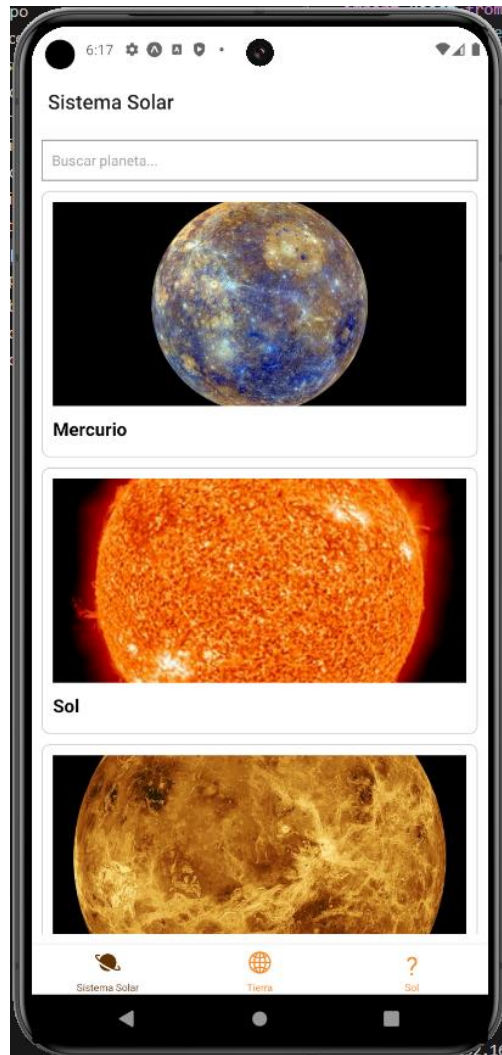 6:17
Sistema Solar
Buscar planeta...
Mercurio
Sol
Sistema Solar
Tierra
?
Sol